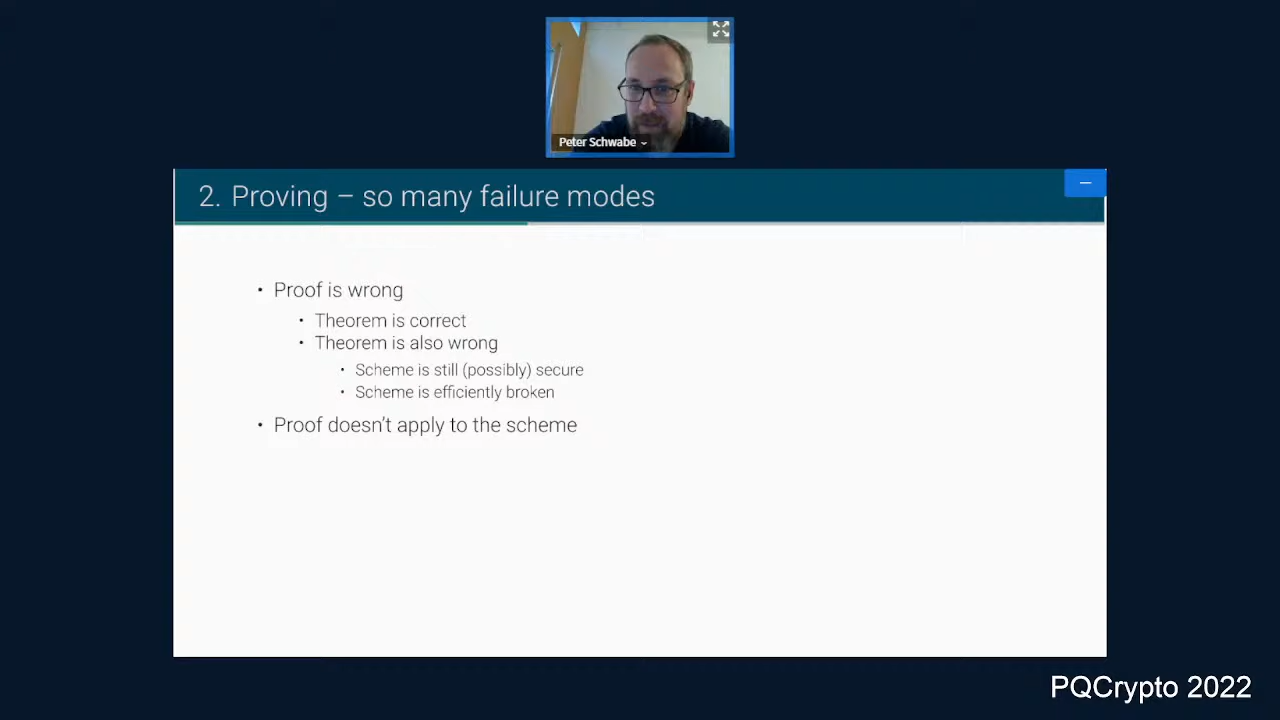 Peter Schwabe
2. Proving – so many failure modes
• Proof is wrong
• Theorem is correct
• Theorem is also wrong
• Scheme is still (possibly) secure
• Scheme is efficiently broken
• Proof doesn't apply to the scheme
PQCrypto 2022